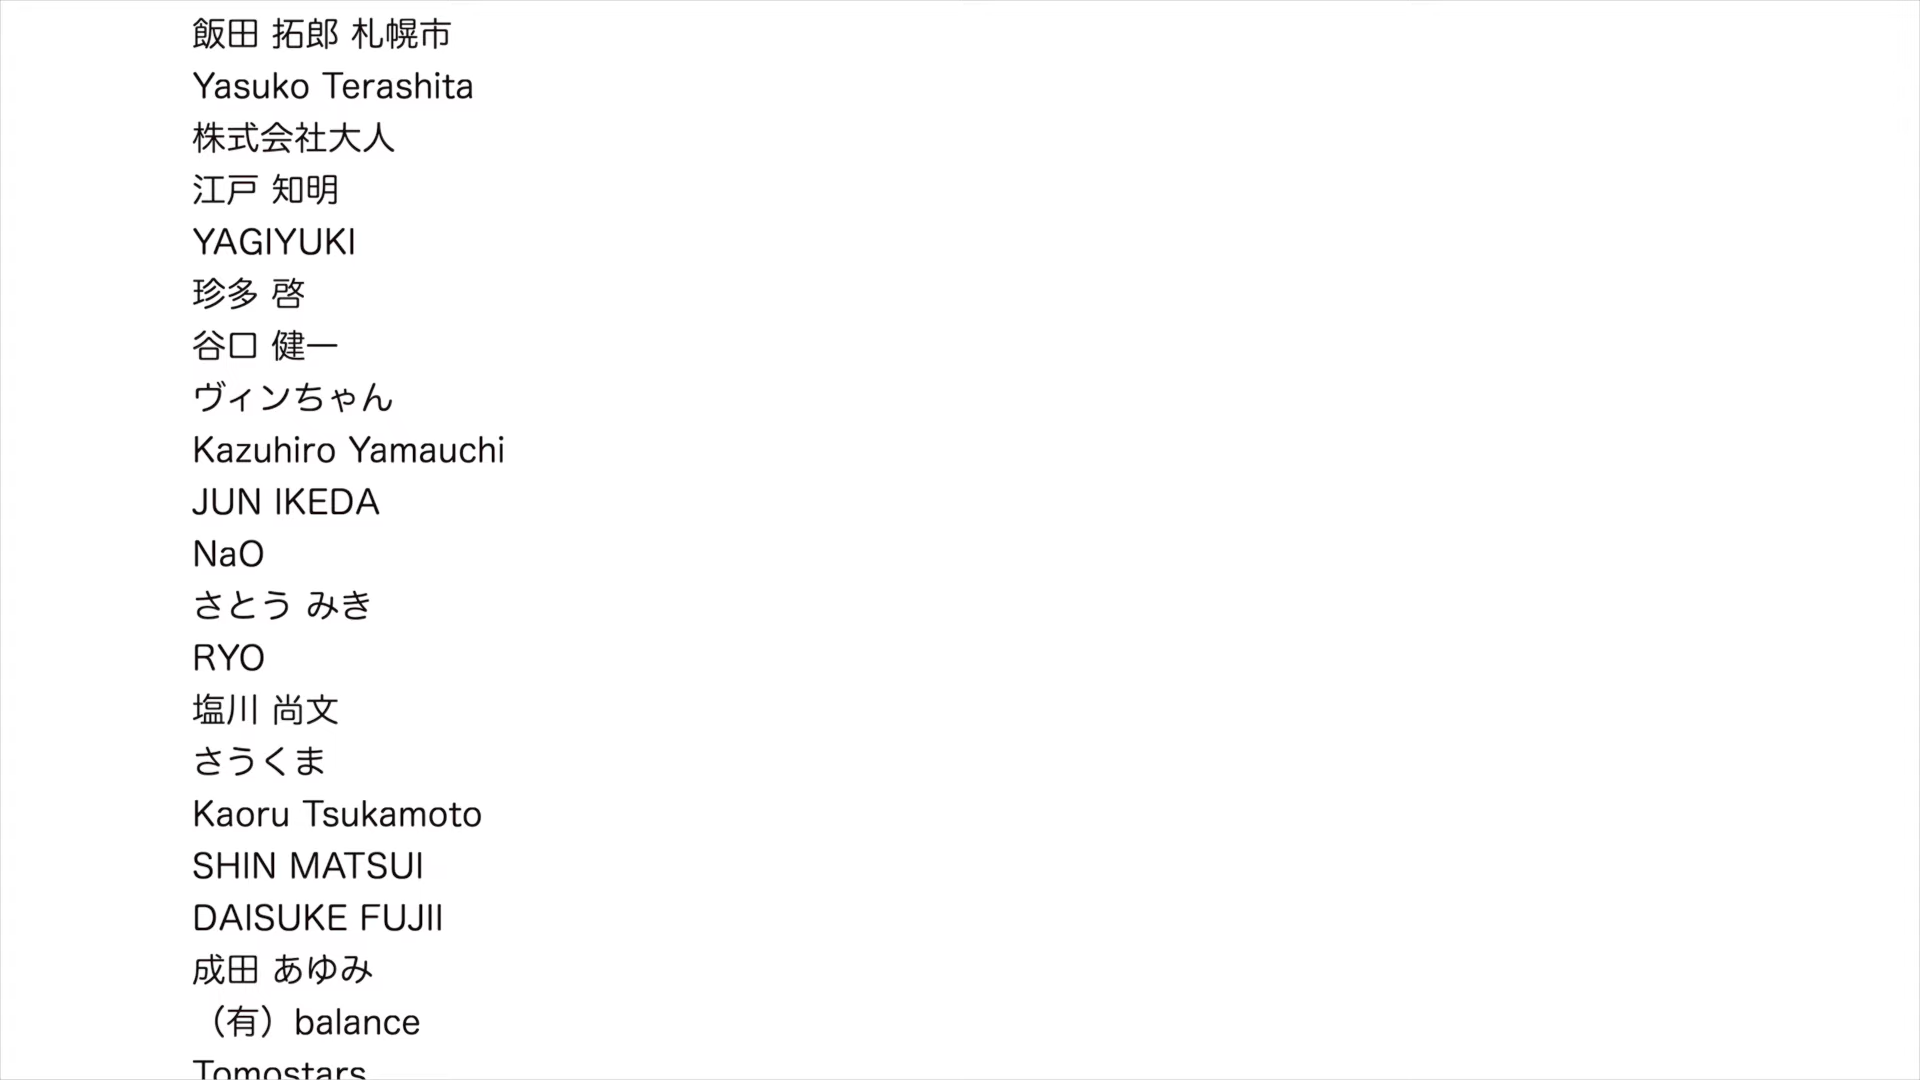 飯田 拓郎 札幌市
Yasuko Terashita
株式会社大人
江戸 知明
YAGIYUKI
珍多 啓
谷口 健一
ヴィンちゃん
Kazuhiro Yamauchi
JUN IKEDA
NaO
さとう みき
RYO
塩川 尚文
さうくま
Kaoru Tsukamoto
SHIN MATSUI
DAISUKE FUJII
成田 あゆみ
（有）balance
Tomostars